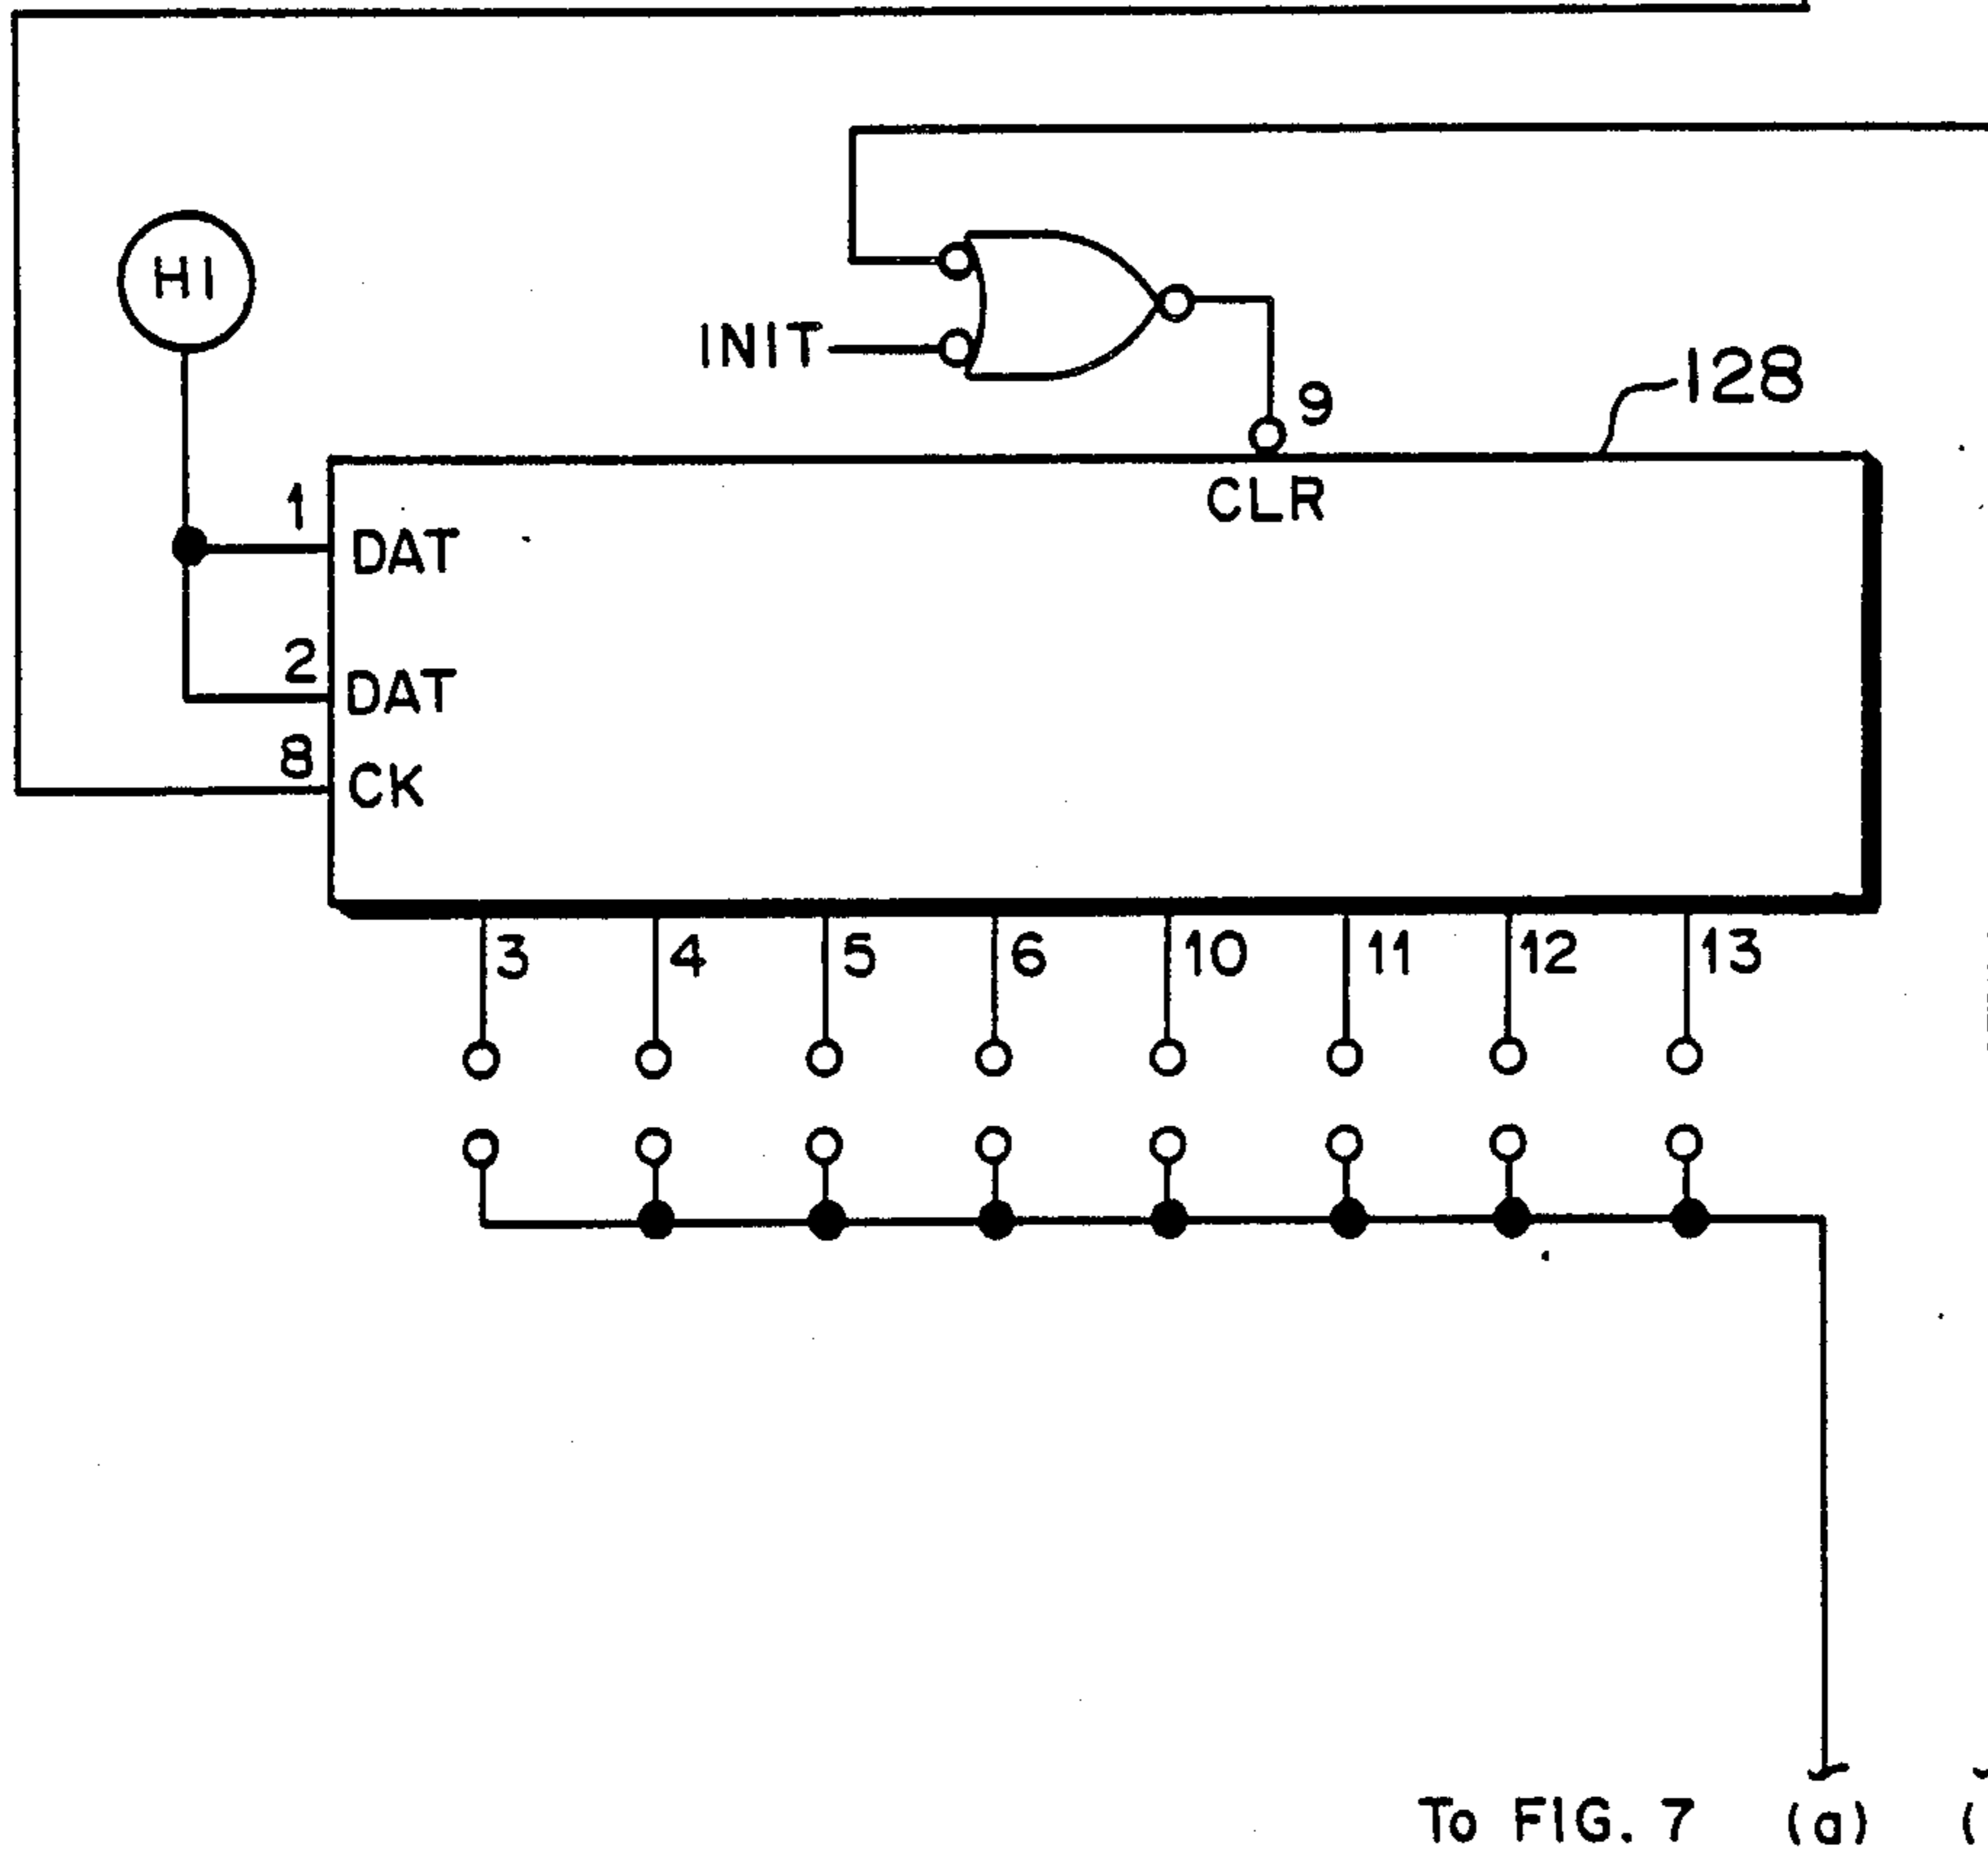 HI
INIT
9
128
CLR
1
DAT
2
DAT
8
CK
3 4 5 6 10 11 12 13
To FIG. 7 (a) (